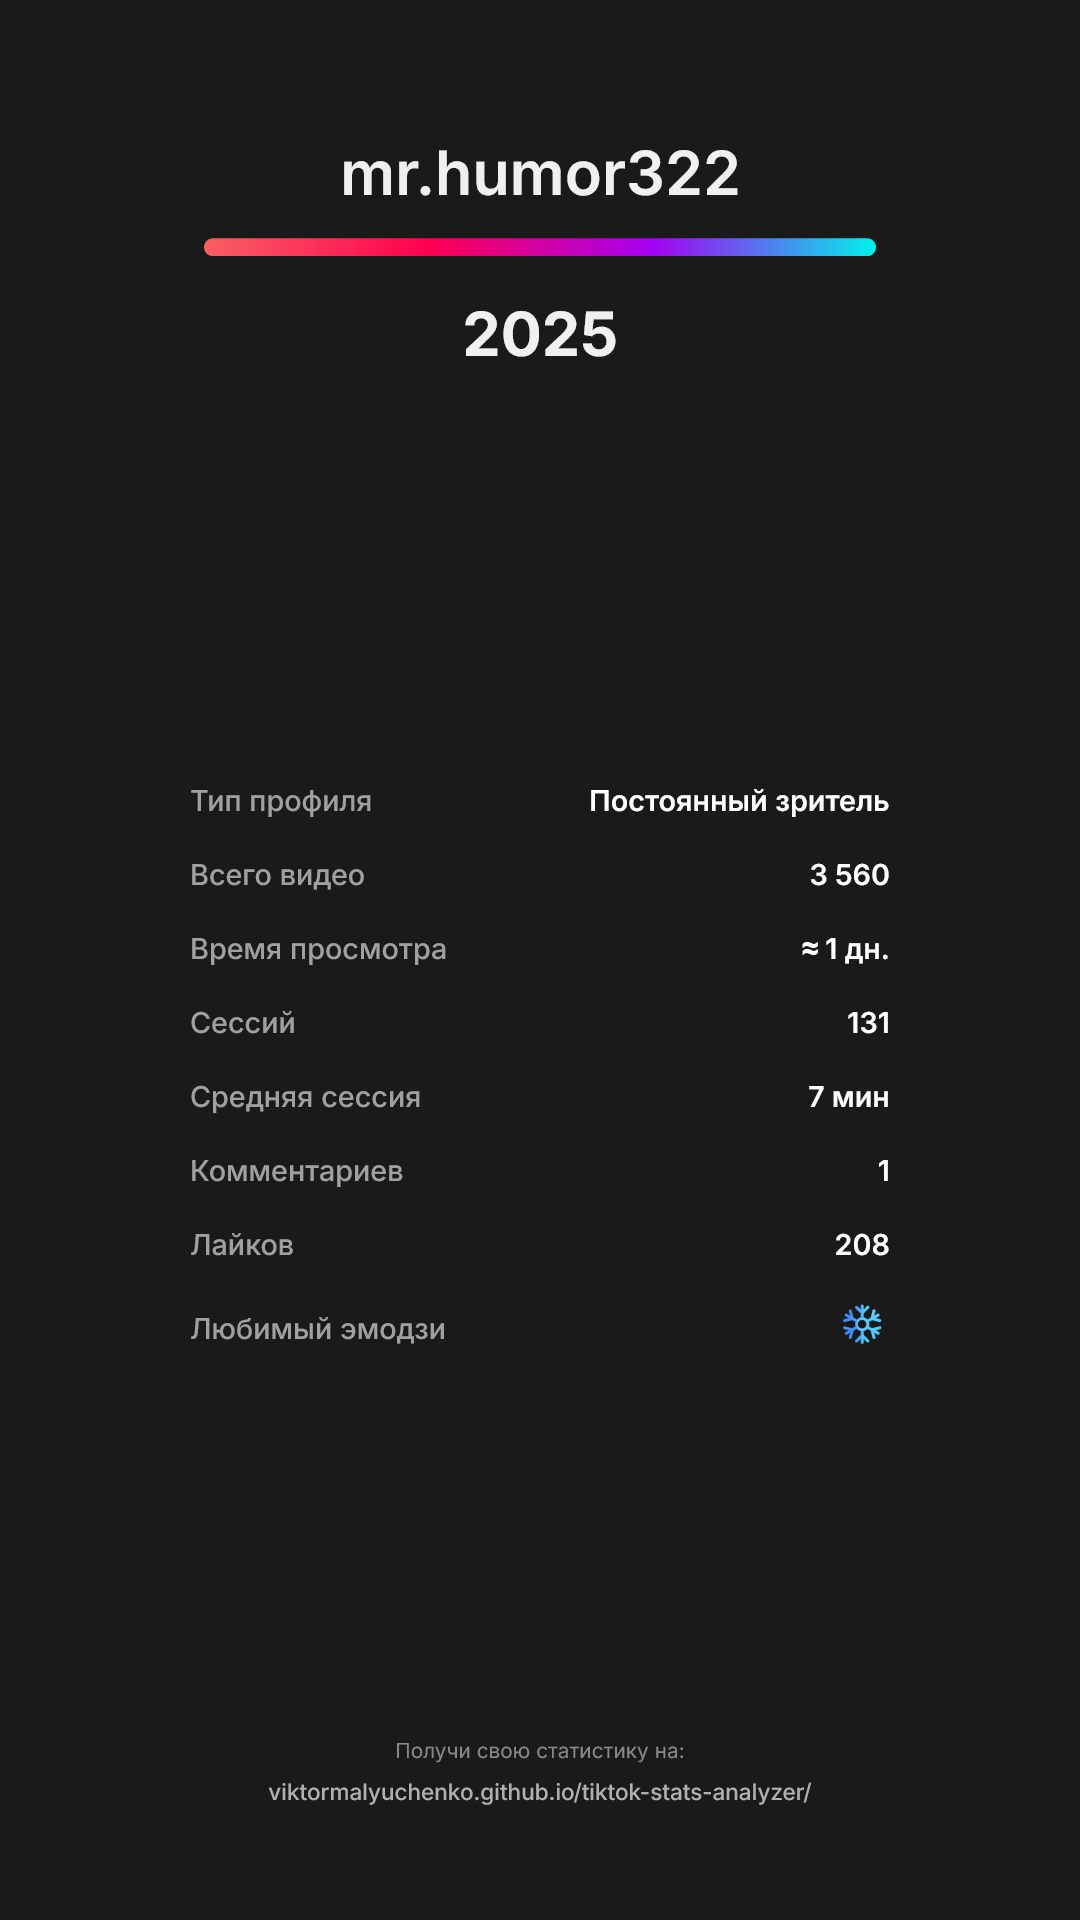 mr.humor322
2025
Тип профиля Постоянный зритель
Всего видео 3 560
Время просмотра ≈ 1 дн.
Сессий 131
Средняя сессия 7 мин
Комментариев 1
Лайков 208
Любимый эмодзи ❄️
Получи свою статистику на:
viktormalyuchenko.github.io/tiktok-stats-analyzer/